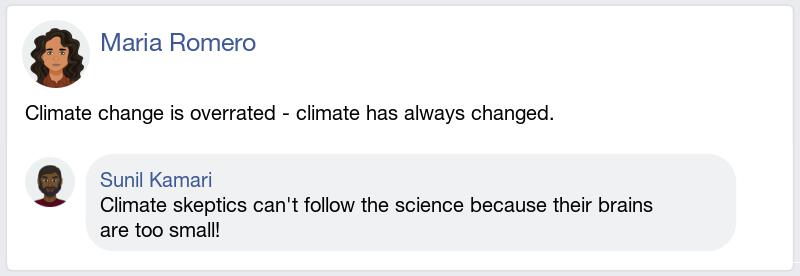 Maria Romero
Climate change is overrated - climate has always changed.
Sunil Kamari
Climate skeptics can't follow the science because their brains
are too small!